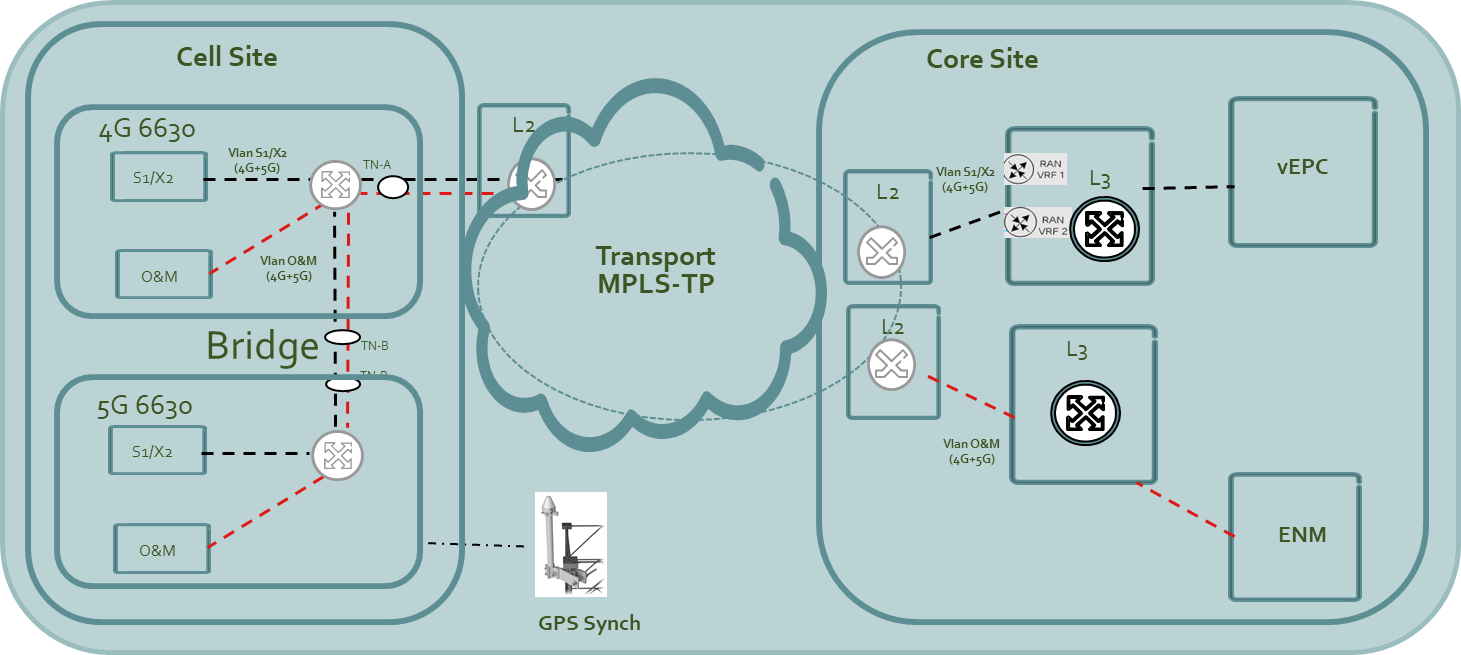 Cell Site
4G 6630
S1/X2
Vlan S1/X2
(4G+5G)
TN-A
O&M
Vlan O&M
(4G+5G)
Bridge
TN-B
TN-B
5G 6630
S1/X2
O&M
L2
Transport
MPLS-TP
GPS Synch
Core Site
L2
Vlan S1/X2
(4G+5G)
RAN
VRF 1
RAN
VRF 2
L3
vEPC
L2
Vlan O&M
(4G+5G)
L3
ENM